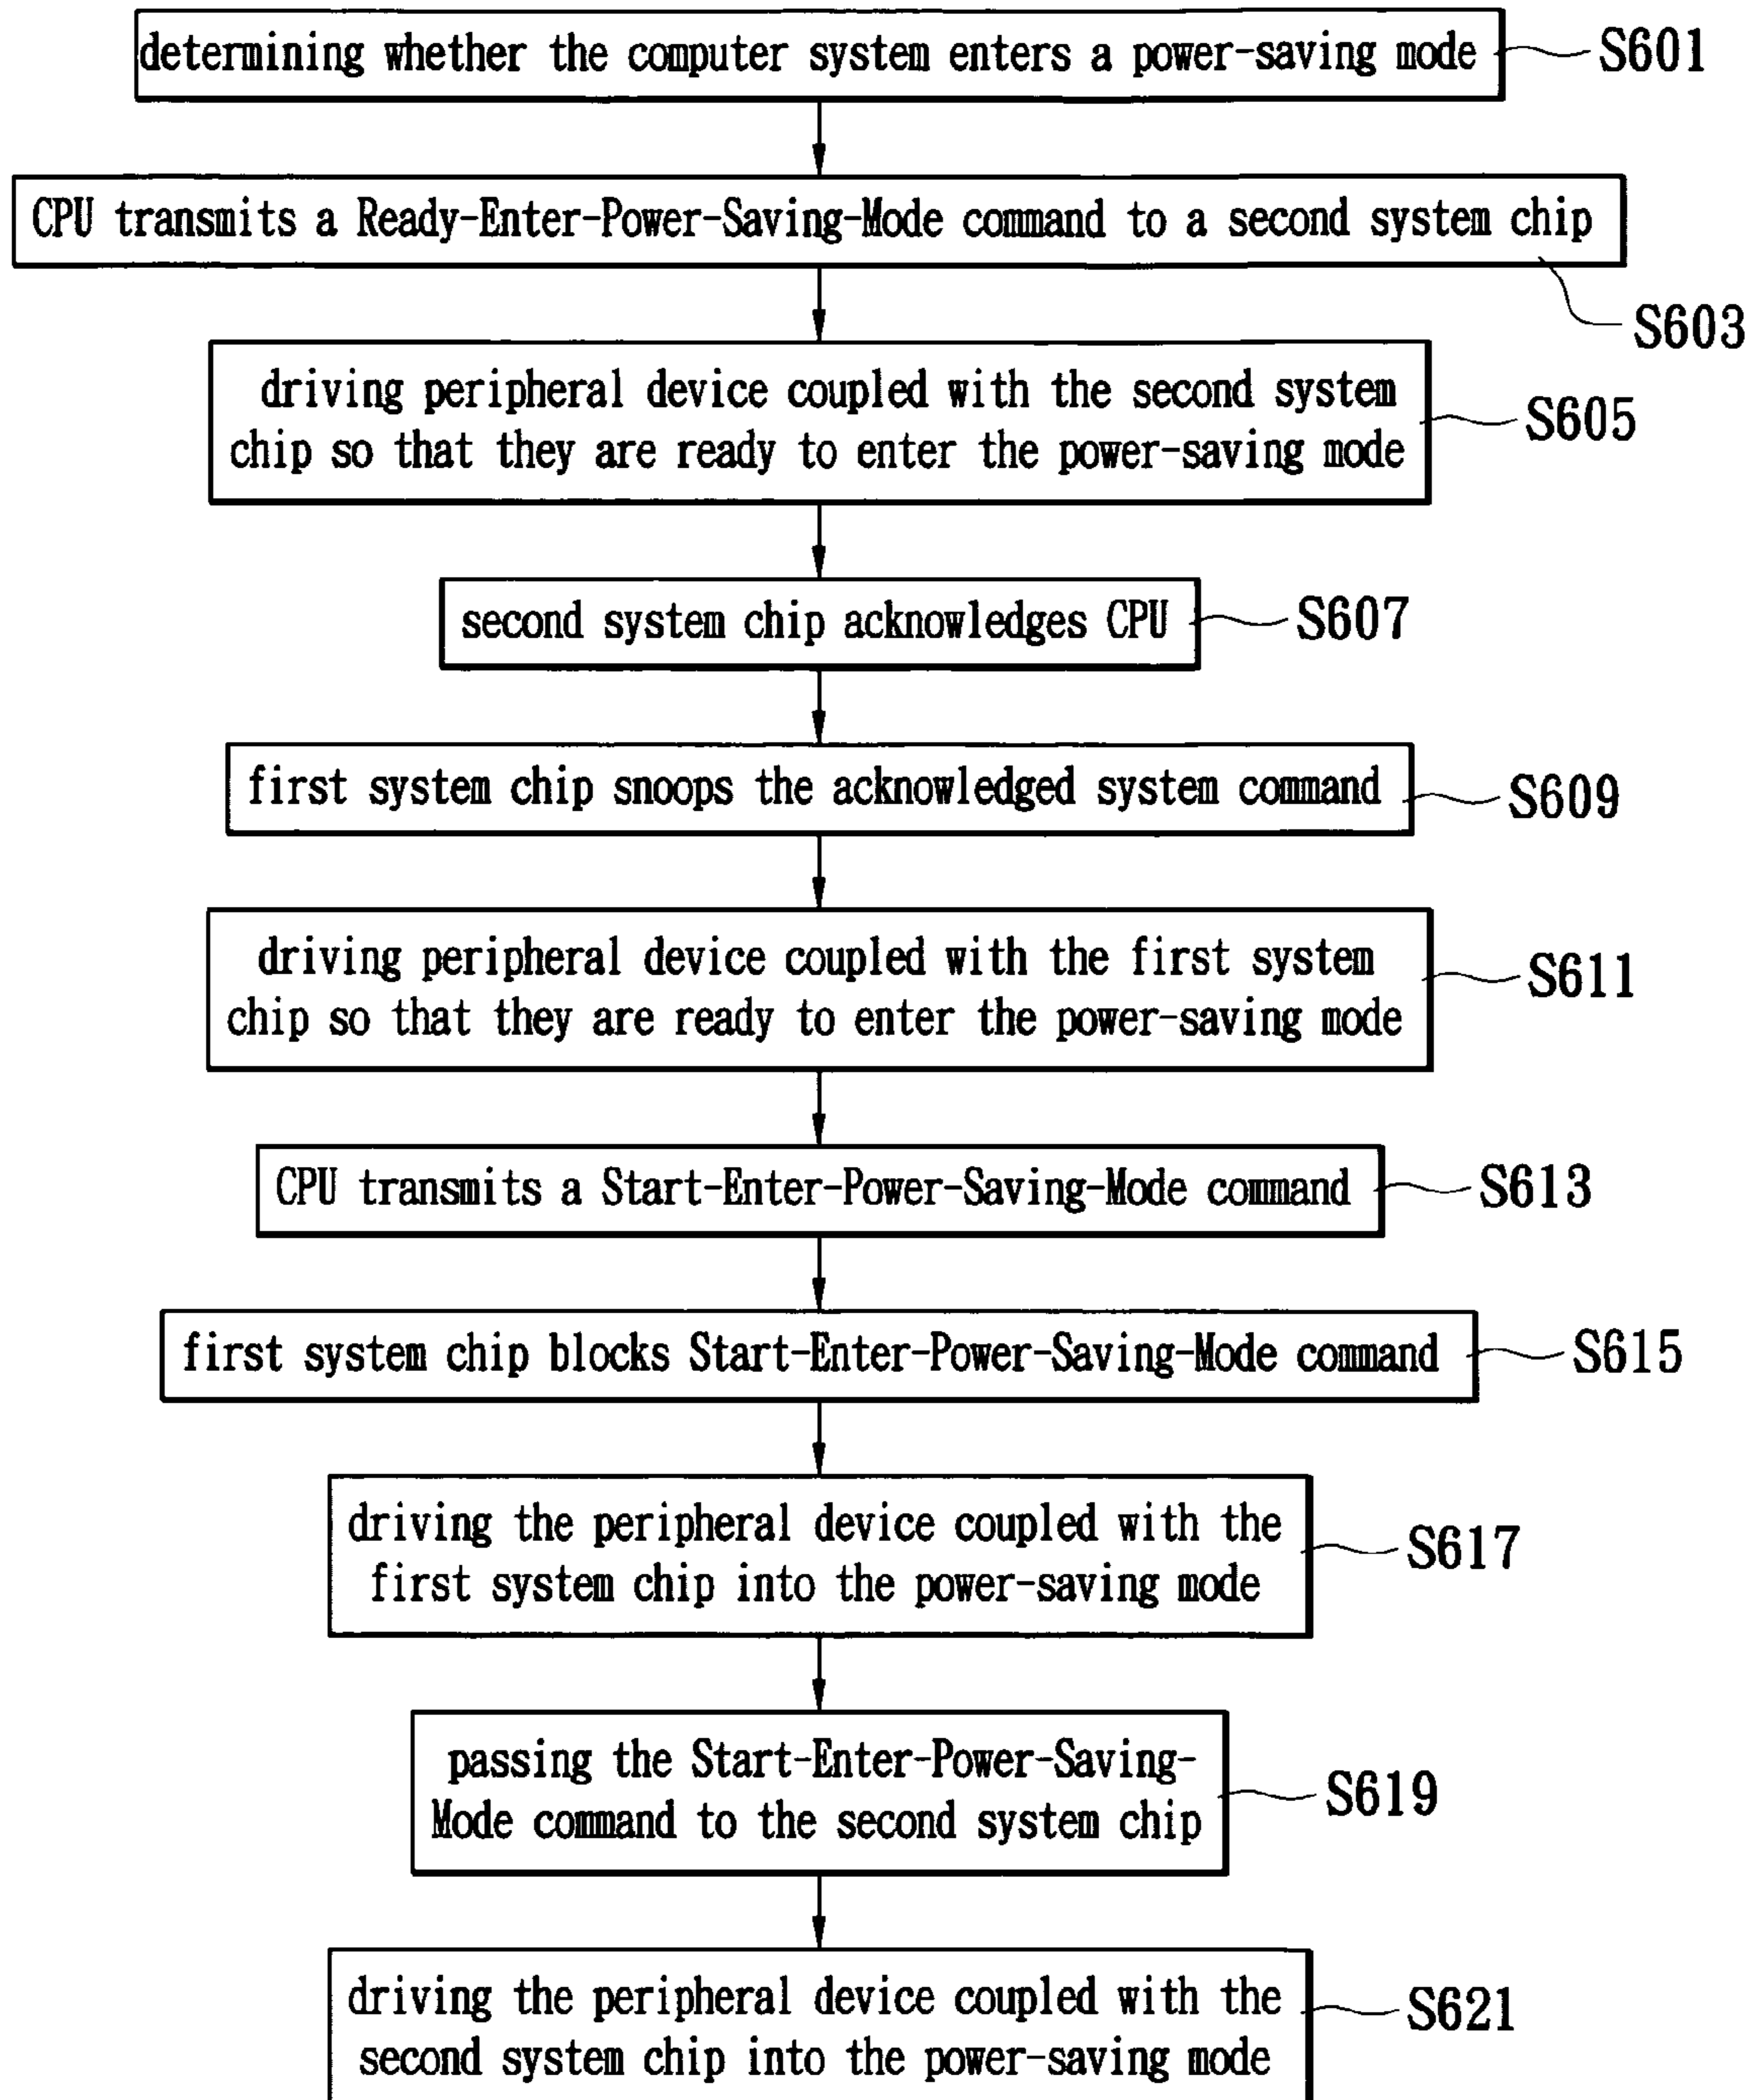 determining whether the computer system enters a power-saving mode
S601
CPU transmits a Ready-Enter-Power-Saving-Mode command to a second system chip
S603
driving peripheral device coupled with the second system
chip so that they are ready to enter the power-saving mode
S605
second system chip acknowledges CPU
S607
first system chip snoops the acknowledged system command
S609
driving peripheral device coupled with the first system
chip so that they are ready to enter the power-saving mode
S611
CPU transmits a Start-Enter-Power-Saving-Mode command
S613
first system chip blocks Start-Enter-Power-Saving-Mode command
S615
driving the peripheral device coupled with the
first system chip into the power-saving mode
S617
passing the Start-Enter-Power-Saving-
Mode command to the second system chip
S619
driving the peripheral device coupled with the
second system chip into the power-saving mode
S621